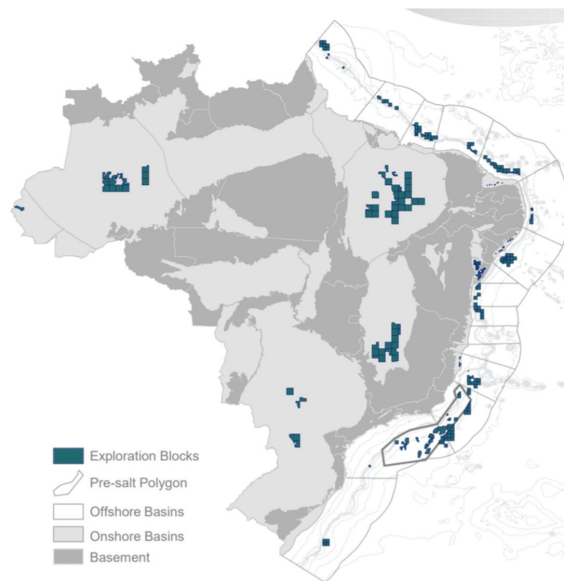 Exploration Blocks
Pre-salt Polygon
Offshore Basins
Onshore Basins
Basement